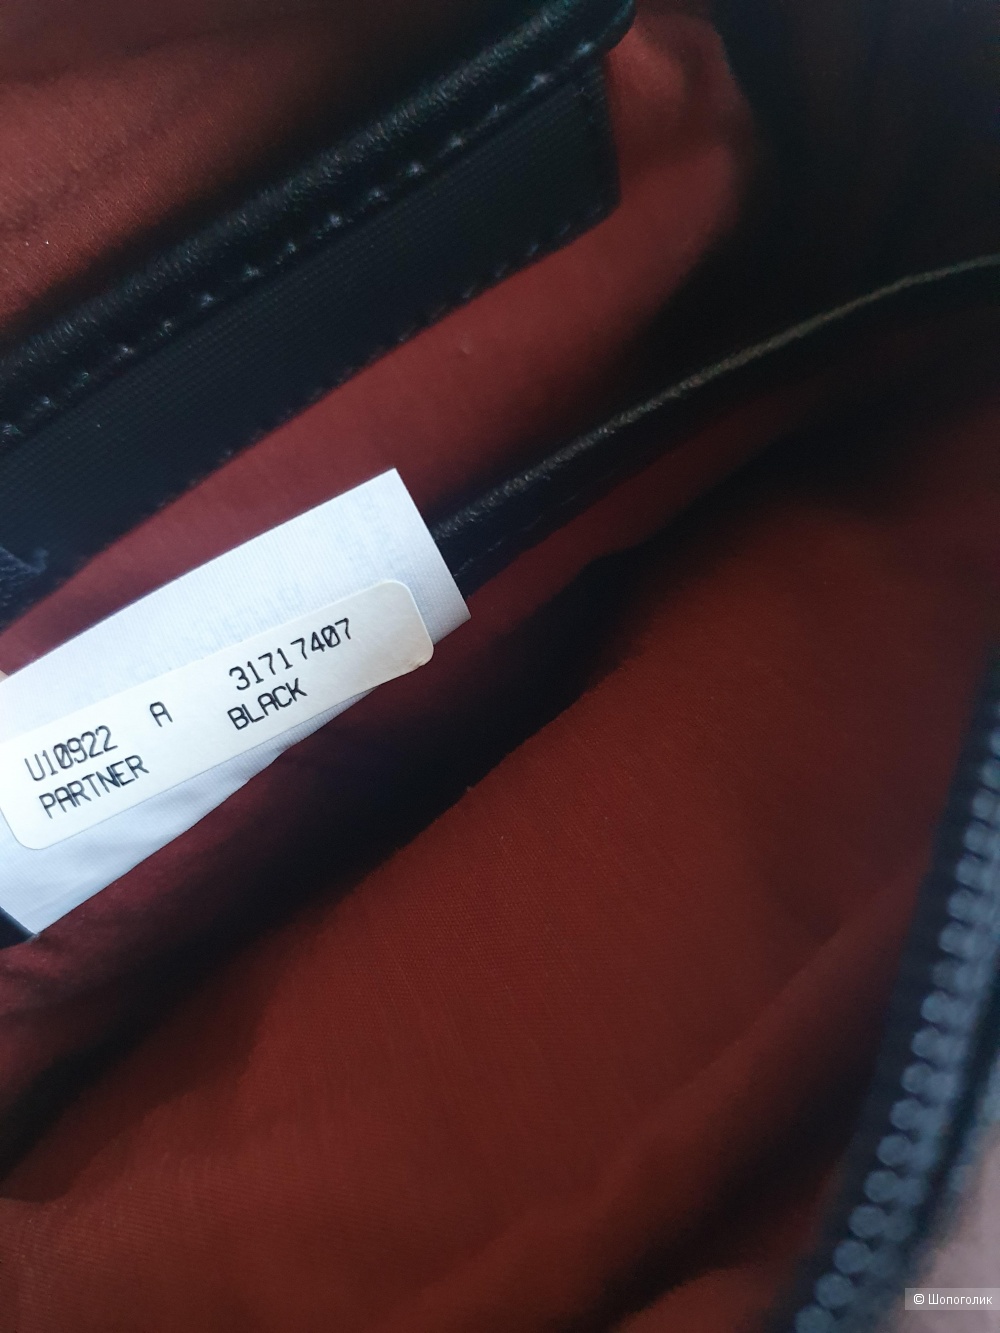 U10922 A 31717407
PARTNER BLACK
© Шопоголик